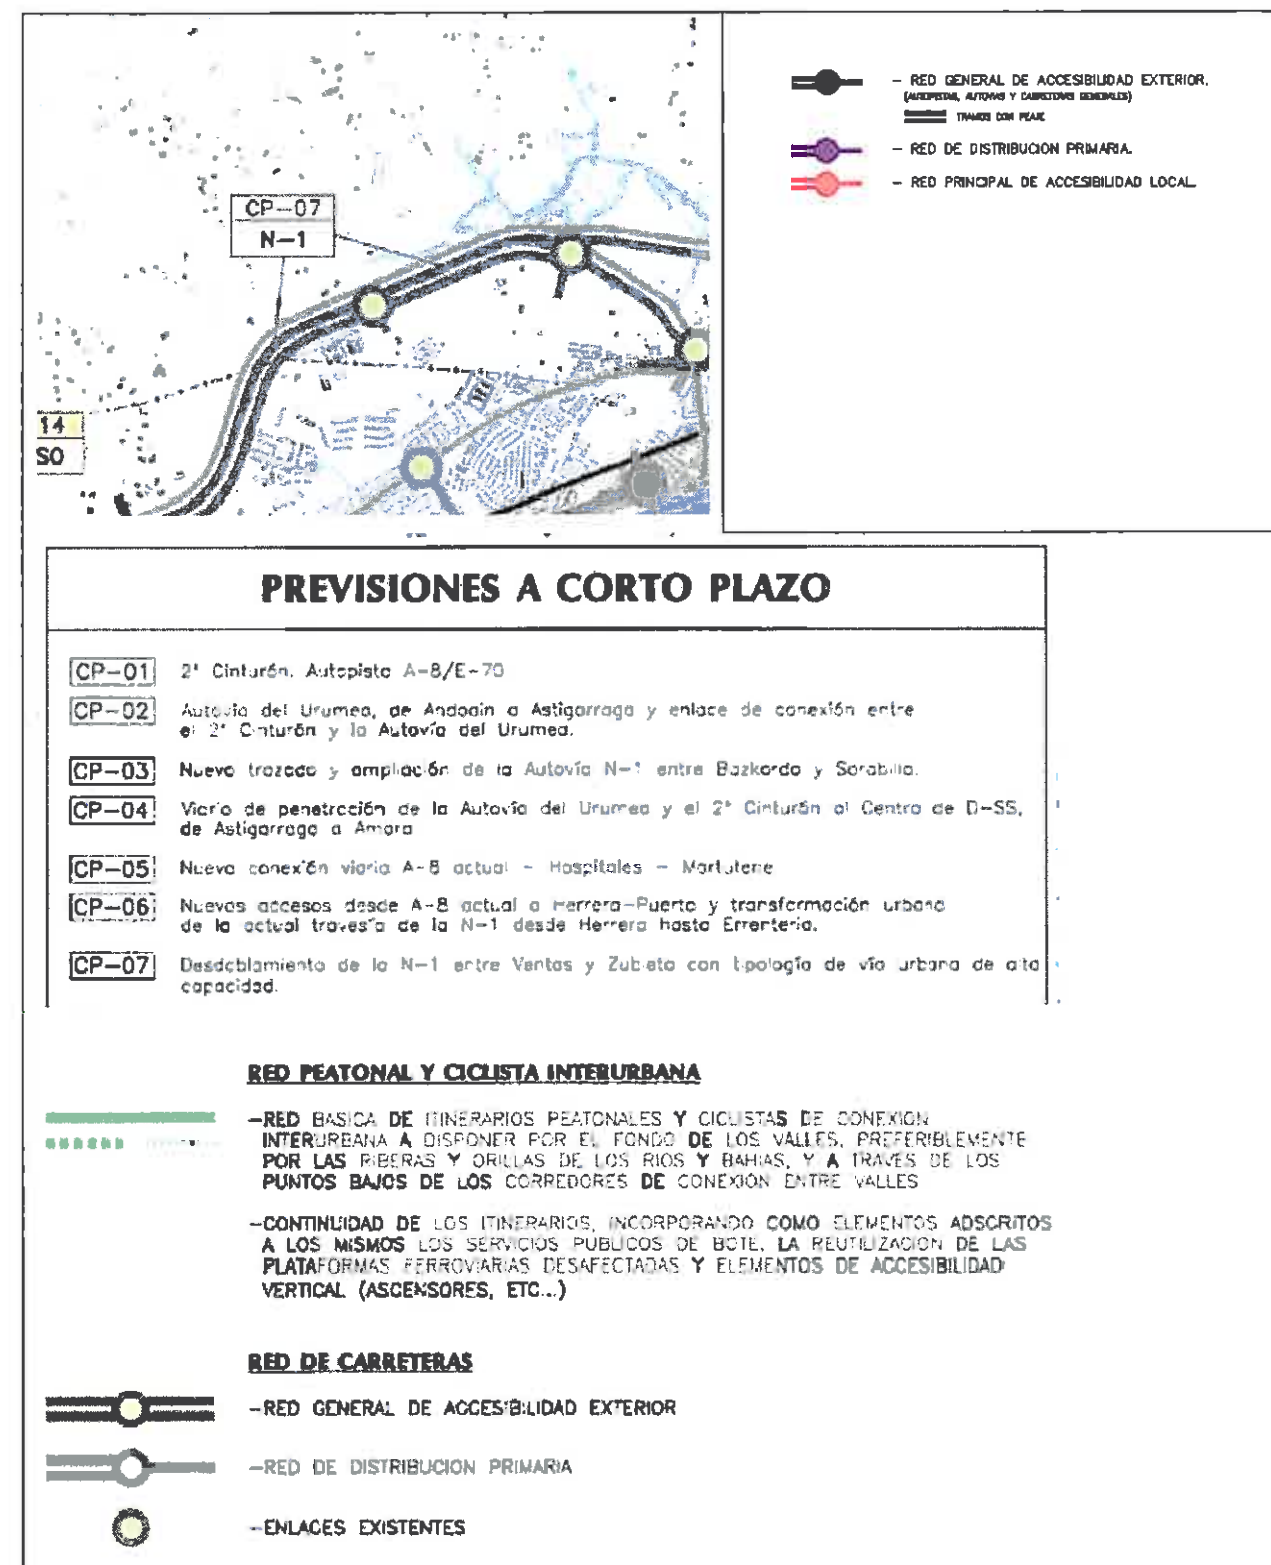 CP-07
N-1
14
SO
- RED GENERAL DE ACCESIBILIDAD EXTERIOR.
(AUTOPISTAS, AUTOVIAS Y CARRETERAS GENERALES)
TRAMOS CON PEAJE
- RED DE DISTRIBUCION PRIMARIA.
- RED PRINCIPAL DE ACCESIBILIDAD LOCAL.
PREVISIONES A CORTO PLAZO
CP-01 2º Cinturón. Autopista A-8/E-70
CP-02 Autovía del Urumea, de Andoain a Astigarraga y enlace de conexión entre
el 2º Cinturón y la Autovía del Urumea.
CP-03 Nuevo trazado y ampliación de la Autovía N-1 entre Bazkardo y Sorabilla.
CP-04 Viario de penetración de la Autovía del Urumea y el 2º Cinturón al Centro de D-SS,
de Astigarraga a Amara
CP-05 Nueva conexión viaria A-8 actual - Hospitales - Martutene
CP-06 Nuevos accesos desde A-8 actual a Herrera-Puerto y transformación urbana
de la actual travesía de la N-1 desde Herrera hasta Errenteria.
CP-07 Desdoblamiento de la N-1 entre Ventas y Zubieta con tipología de vía urbana de alta
capacidad.
RED PEATONAL Y CICLISTA INTERURBANA
-RED BASICA DE ITINERARIOS PEATONALES Y CICLISTAS DE CONEXION
INTERURBANA A DISPONER POR EL FONDO DE LOS VALLES, PREFERIBLEMENTE
POR LAS RIBERAS Y ORILLAS DE LOS RIOS Y BAHIAS, Y A TRAVES DE LOS
PUNTOS BAJOS DE LOS CORREDORES DE CONEXION ENTRE VALLES
-CONTINUIDAD DE LOS ITINERARIOS, INCORPORANDO COMO ELEMENTOS ADSCRITOS
A LOS MISMOS LOS SERVICIOS PUBLICOS DE BOTE, LA REUTILIZACION DE LAS
PLATAFORMAS FERROVIARIAS DESAFECTADAS Y ELEMENTOS DE ACCESIBILIDAD
VERTICAL (ASCENSORES, ETC...)
RED DE CARRETERAS
-RED GENERAL DE ACCESIBILIDAD EXTERIOR
-RED DE DISTRIBUCION PRIMARIA
-ENLACES EXISTENTES